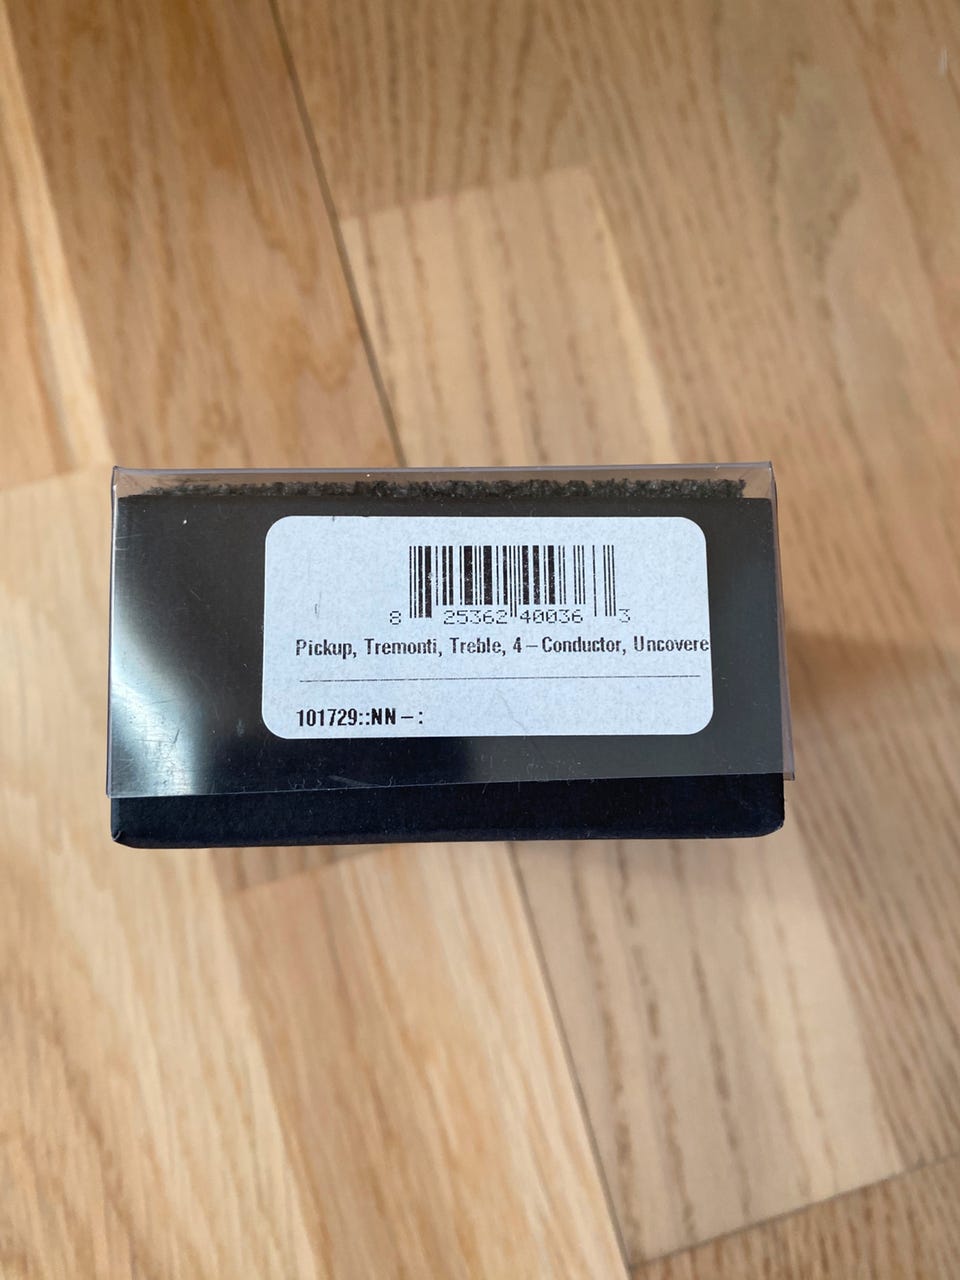 8 25362 40036 3
Pickup, Tremonti, Treble, 4-Conductor, Uncovere
101729::NN-: